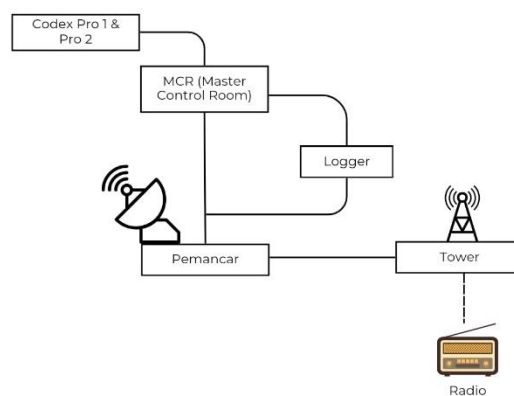 Codex Pro 1 &
Pro 2
MCR (Master
Control Room)
Logger
Pemancar
Tower
Radio